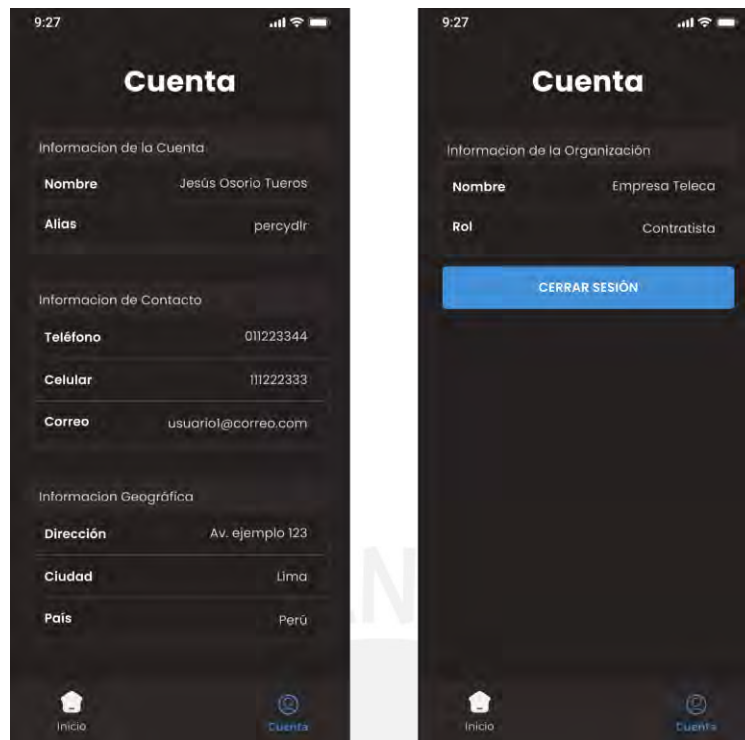 9:27
Cuenta
Informacion de la Cuenta
Nombre Jesús Osorio Tueros
Alias percydlr
Informacion de Contacto
Teléfono 011223344
Celular 111222333
Correo usuario1@correo.com
Informacion Geográfica
Dirección Av. ejemplo 123
Ciudad Lima
País Perú
Inicio Cuenta
9:27
Cuenta
Informacion de la Organización
Nombre Empresa Teleca
Rol Contratista
CERRAR SESIÓN
Inicio Cuenta